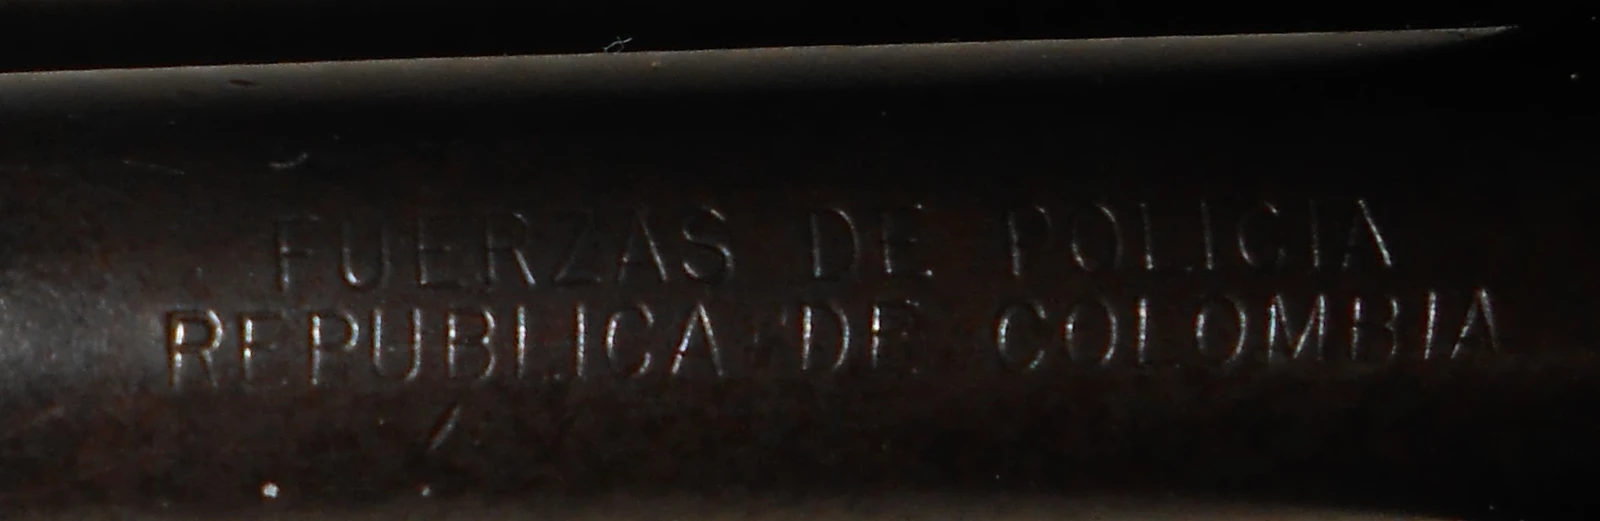 FUERZAS DE POLICIA
REPUBLICA DE COLOMBIA